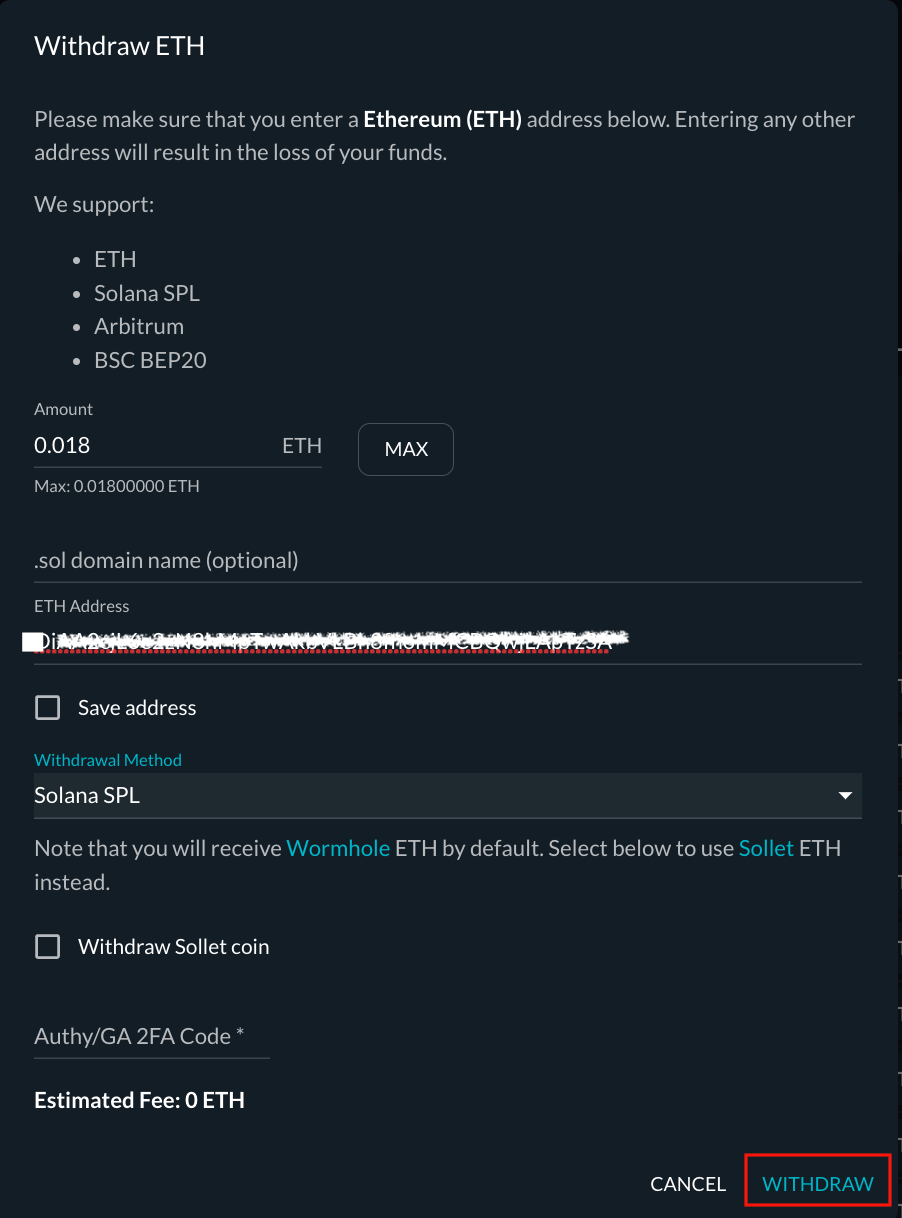 Withdraw ETH
Please make sure that you enter a Ethereum (ETH) address below. Entering any other
address will result in the loss of your funds.
We support:
• ETH
• Solana SPL
• Arbitrum
• BSC BEP20
Amount
0.018 ETH MAX
Max: 0.01800000 ETH
.sol domain name (optional)
ETH Address
Save address
Withdrawal Method
Solana SPL
Note that you will receive Wormhole ETH by default. Select below to use Sollet ETH
instead.
Withdraw Sollet coin
Authy/GA 2FA Code *
Estimated Fee: 0 ETH
CANCEL WITHDRAW